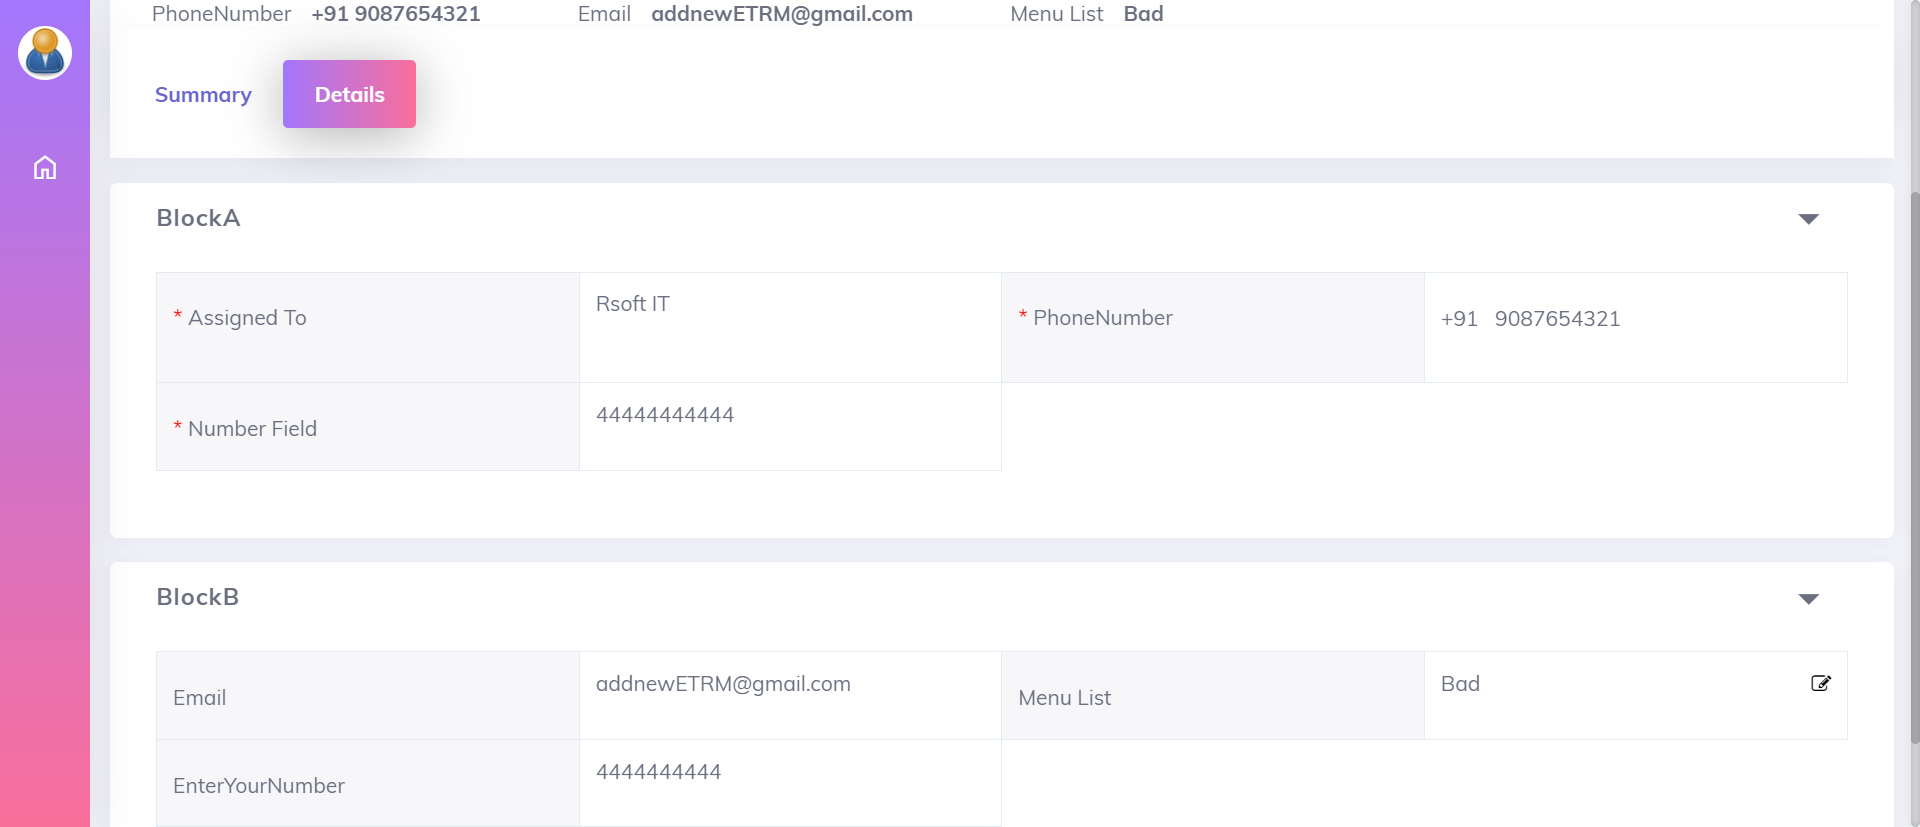 PhoneNumber +91 9087654321 Email addnewETRM@gmail.com Menu List Bad
Summary Details
BlockA
* Assigned To Rsoft IT * PhoneNumber +91 9087654321
* Number Field 44444444444
BlockB
Email addnewETRM@gmail.com Menu List Bad
EnterYourNumber 4444444444